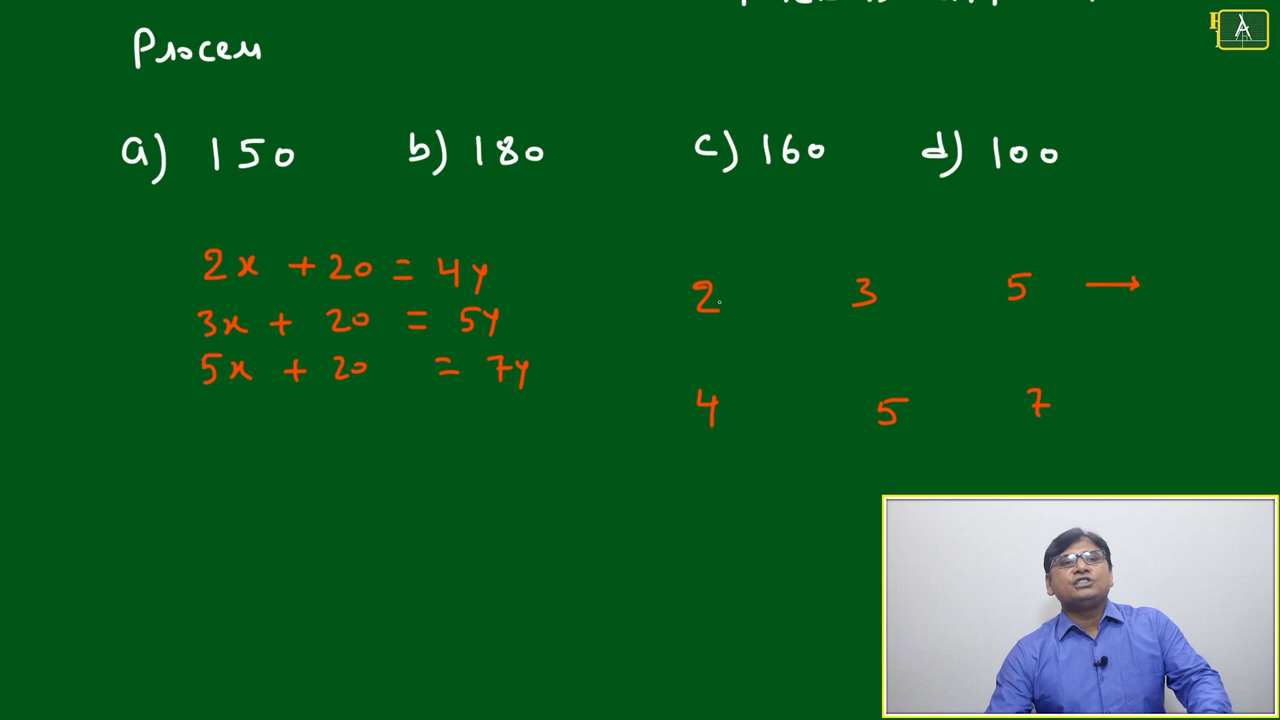 Process
a) 150 b) 180 c) 160 d) 100
2x + 20 = 4y
3x + 20 = 5y
5x + 20 = 7y
2 3 5 →
4 5 7
A